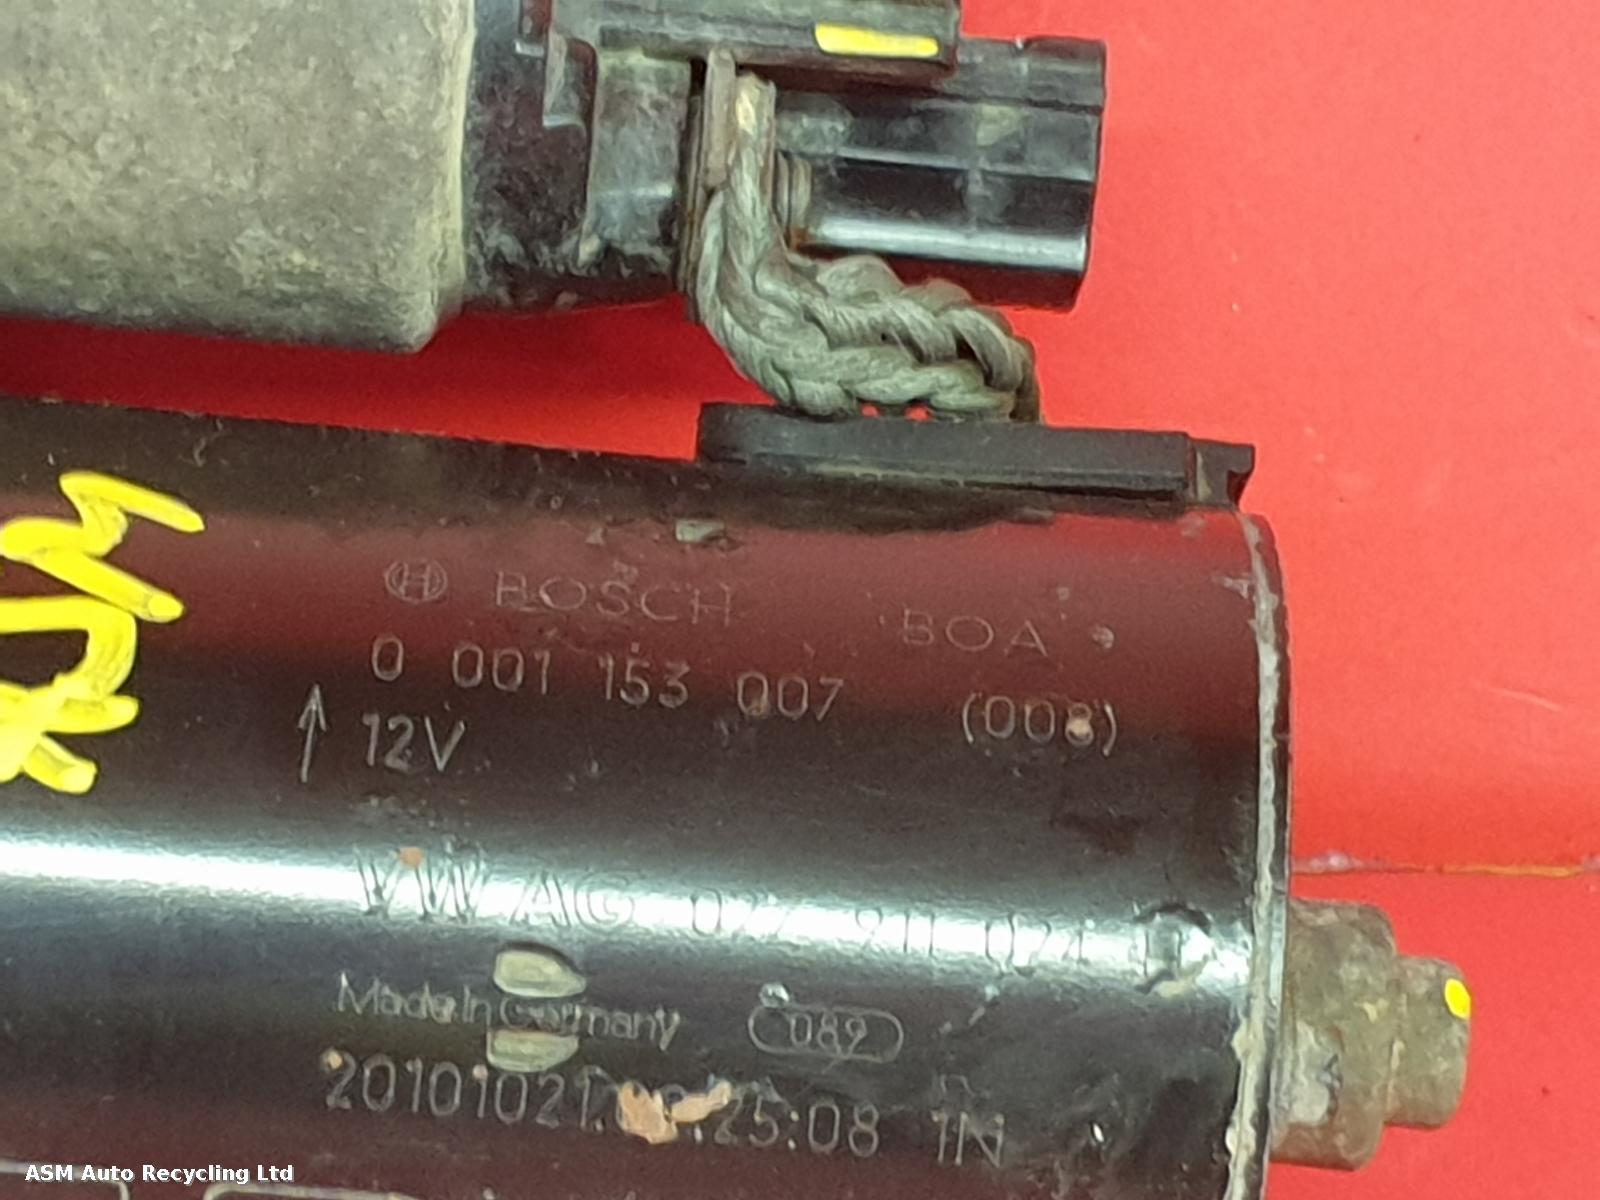 BOSCH BOA
0 001 153 007 (008)
12V
VW AG 911
Made In Germany 089
20101021. 25:08 1N
ASM Auto Recycling Ltd